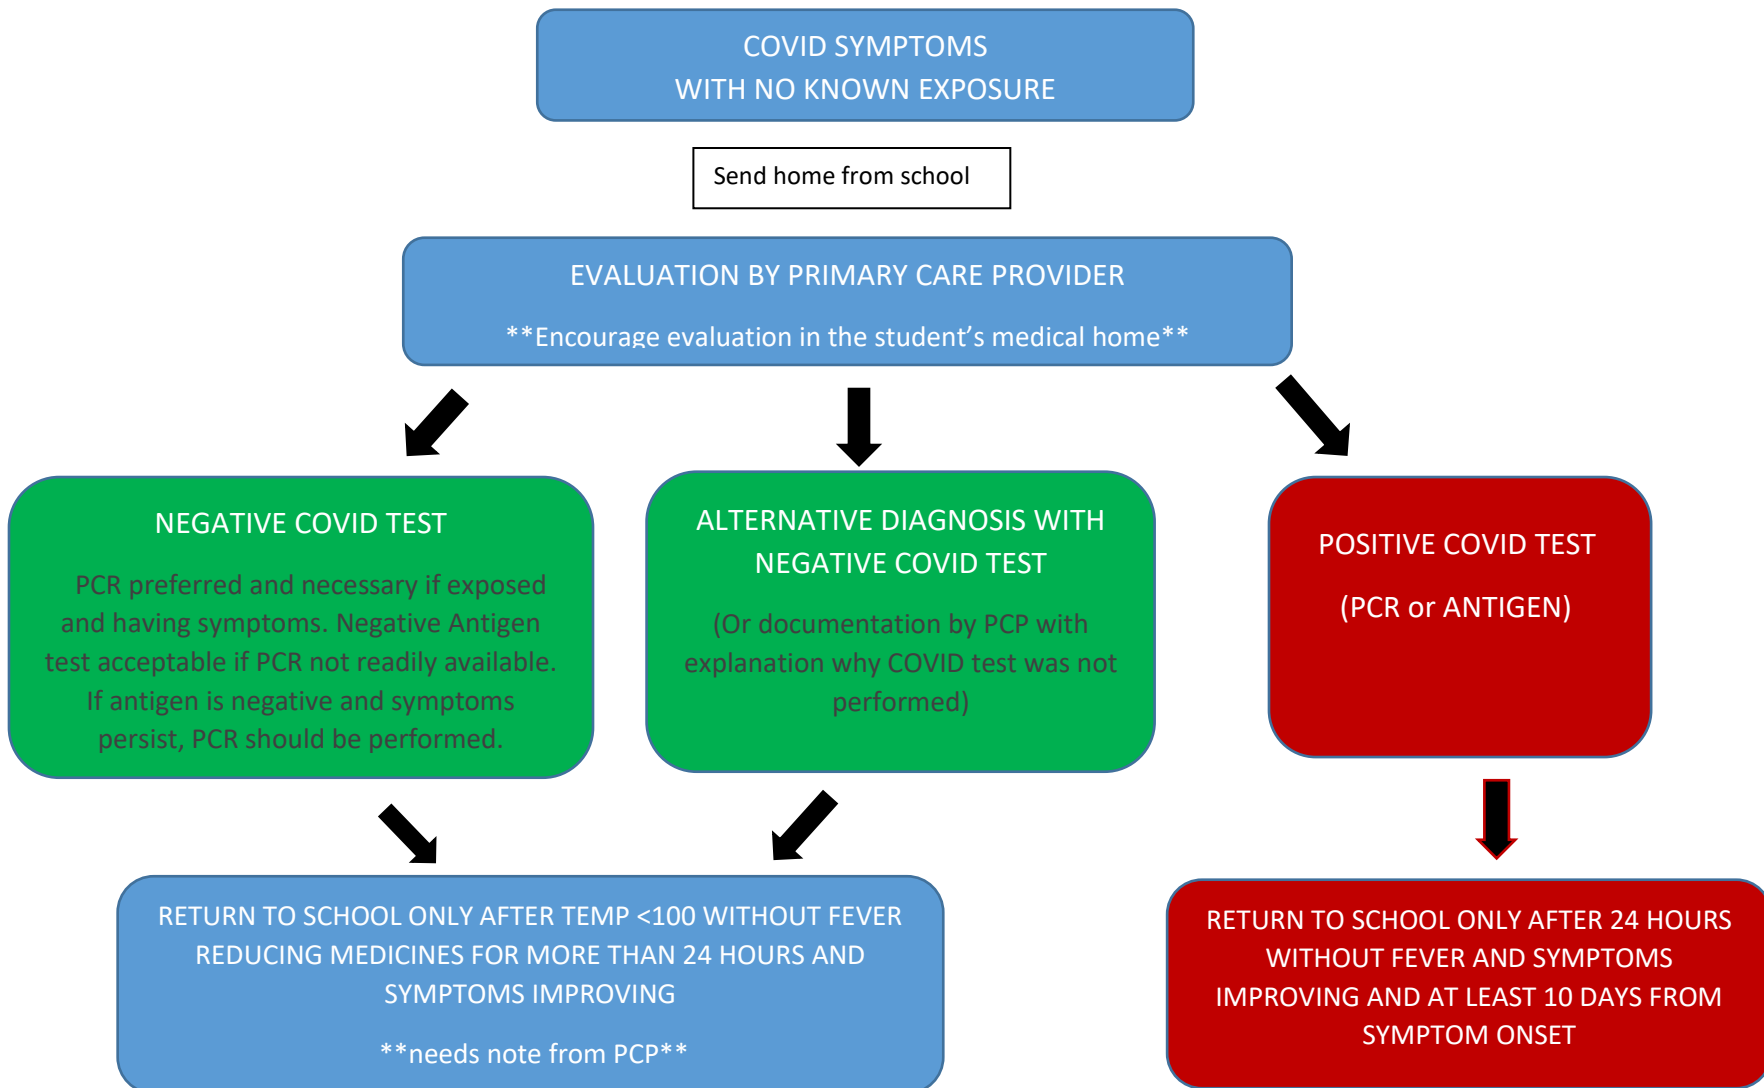 COVID SYMPTOMS
WITH NO KNOWN EXPOSURE
Send home from school
EVALUATION BY PRIMARY CARE PROVIDER
**Encourage evaluation in the student’s medical home**
NEGATIVE COVID TEST
PCR preferred and necessary if exposed
and having symptoms. Negative Antigen
test acceptable if PCR not readily available.
If antigen is negative and symptoms
persist, PCR should be performed.
ALTERNATIVE DIAGNOSIS WITH
NEGATIVE COVID TEST
(Or documentation by PCP with
explanation why COVID test was not
performed)
POSITIVE COVID TEST
(PCR or ANTIGEN)
RETURN TO SCHOOL ONLY AFTER TEMP <100 WITHOUT FEVER
REDUCING MEDICINES FOR MORE THAN 24 HOURS AND
SYMPTOMS IMPROVING
**needs note from PCP**
RETURN TO SCHOOL ONLY AFTER 24 HOURS
WITHOUT FEVER AND SYMPTOMS
IMPROVING AND AT LEAST 10 DAYS FROM
SYMPTOM ONSET